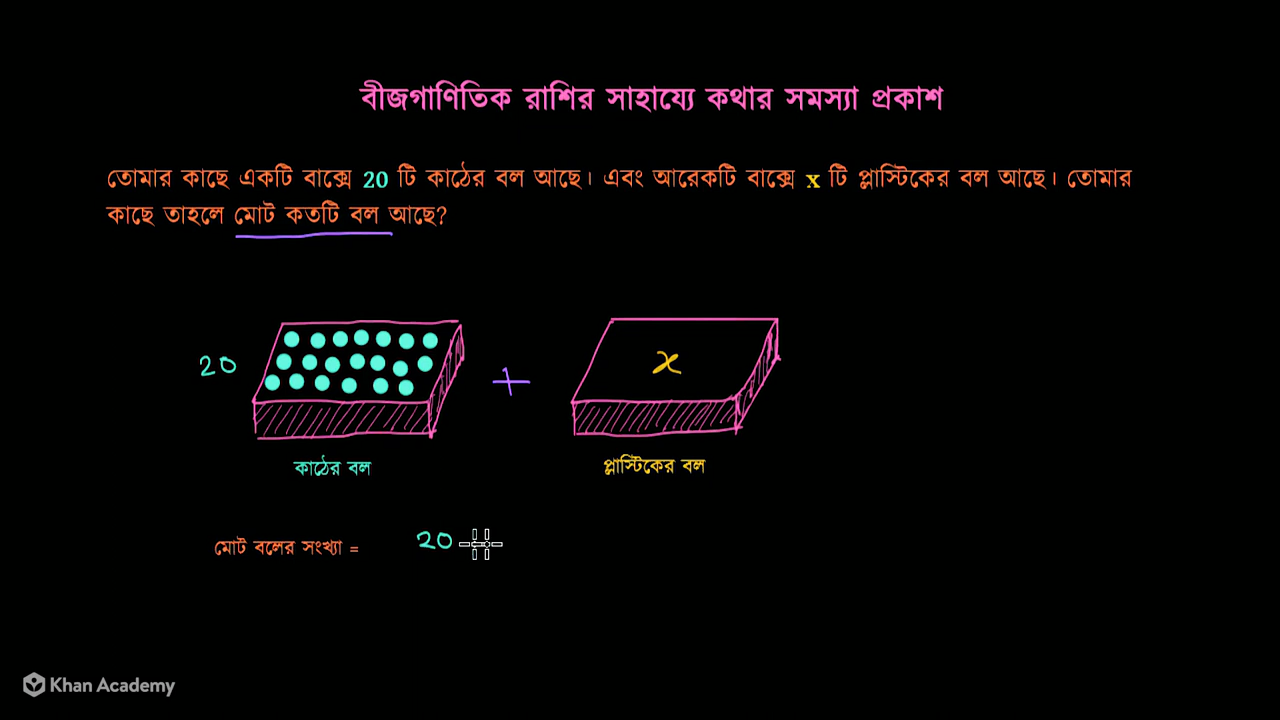 বীজগাণিতিক রাশির সাহায্যে কথার সমস্যা প্রকাশ
তোমার কাছে একটি বাক্সে 20 টি কাঠের বল আছে। এবং আরেকটি বাক্সে x টি প্লাস্টিকের বল আছে। তোমার
কাছে তাহলে মোট কতটি বল আছে?
20 + x
কাঠের বল প্লাস্টিকের বল
মোট বলের সংখ্যা = 20
Khan Academy